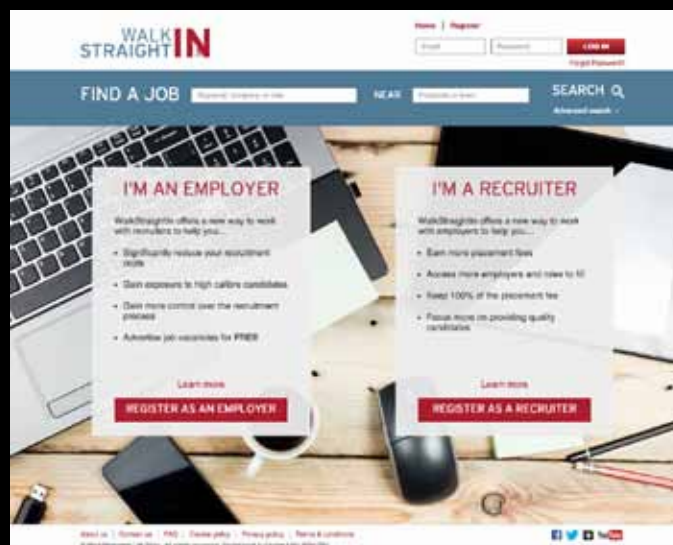 WALK
STRAIGHT IN
Home | Register
Email
Password
LOG IN
Forgot Password?
FIND A JOB
NEAR
SEARCH
Advanced search
I'M AN EMPLOYER
WalkStraightIn offers a new way to work
with recruiters to help you...
• Significantly reduce your recruitment
costs
• Gain exposure to high calibre candidates
• Gain more control over the recruitment
process
• Advertise job vacancies for FREE
Learn more
REGISTER AS AN EMPLOYER
I'M A RECRUITER
WalkStraightIn offers a new way to work
with employers to help you...
• Earn more placement fees
• Access more employers and roles to fill
• Keep 100% of the placement fee
• Focus more on providing quality
candidates
Learn more
REGISTER AS A RECRUITER
About us | Contact us | FAQ | Cookie policy | Privacy policy | Terms & conditions